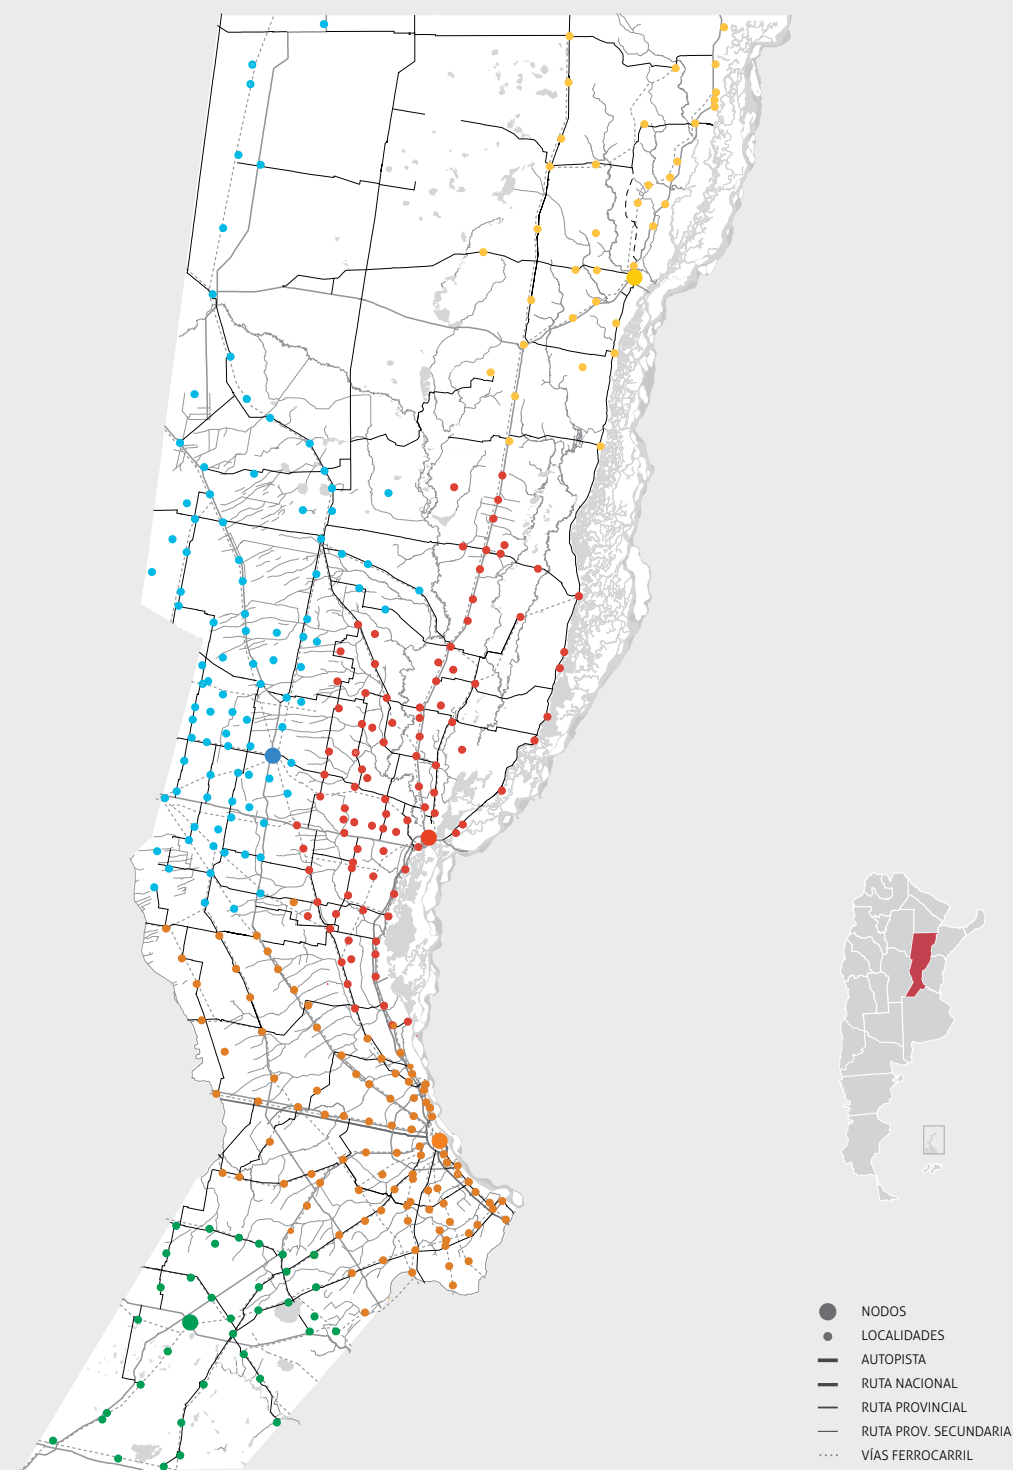 NODOS
LOCALIDADES
AUTOPISTA
RUTA NACIONAL
RUTA PROVINCIAL
RUTA PROV. SECUNDARIA
VÍAS FERROCARRIL